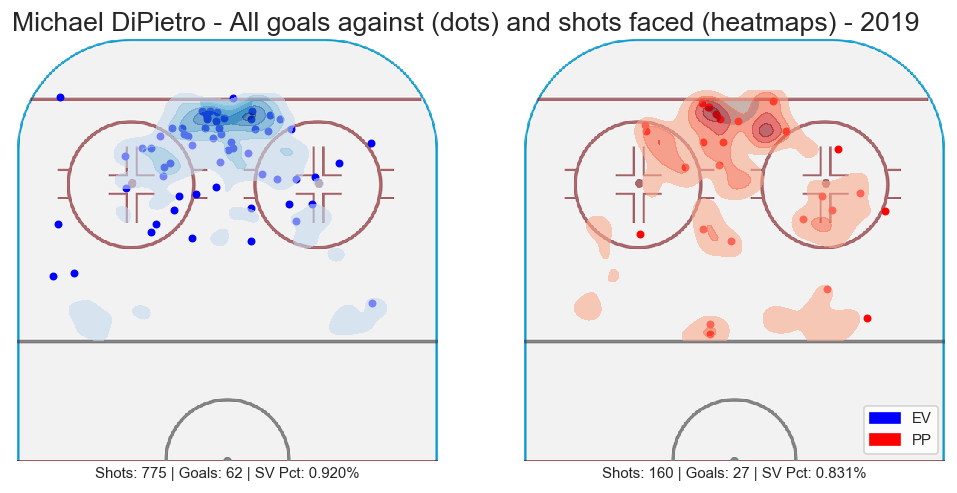 Michael DiPietro - All goals against (dots) and shots faced (heatmaps) - 2019
EV
PP
Shots: 775 | Goals: 62 | SV Pct: 0.920%
Shots: 160 | Goals: 27 | SV Pct: 0.831%